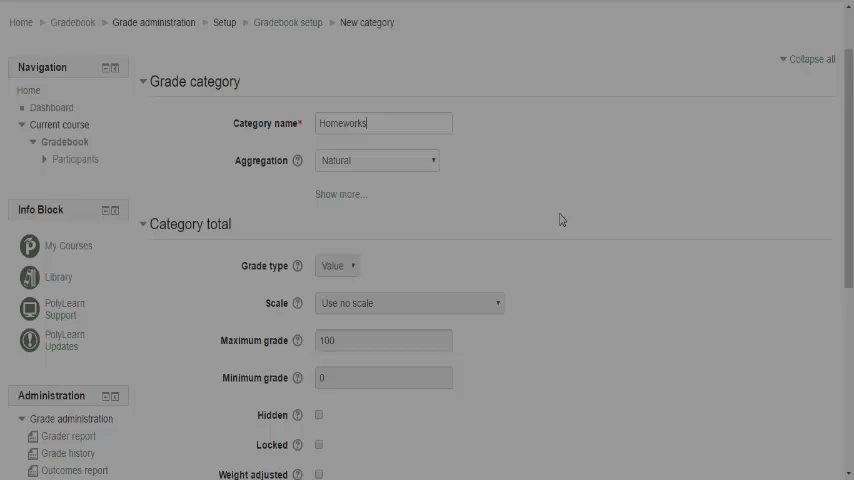 Home Gradebook Grade administration Setup Gradebook setup New category
Navigation
Home
Dashboard
Current course
Gradebook
Participants
Info Block
My Courses
Library
PolyLearn
Support
PolyLearn
Updates
Administration
Grade administration
Grader report
Grade history
Outcomes report
Collapse all
Grade category
Category name* Homeworks
Aggregation Natural
Show more...
Category total
Grade type Value
Scale Use no scale
Maximum grade 100
Minimum grade 0
Hidden
Locked
Weight adjusted